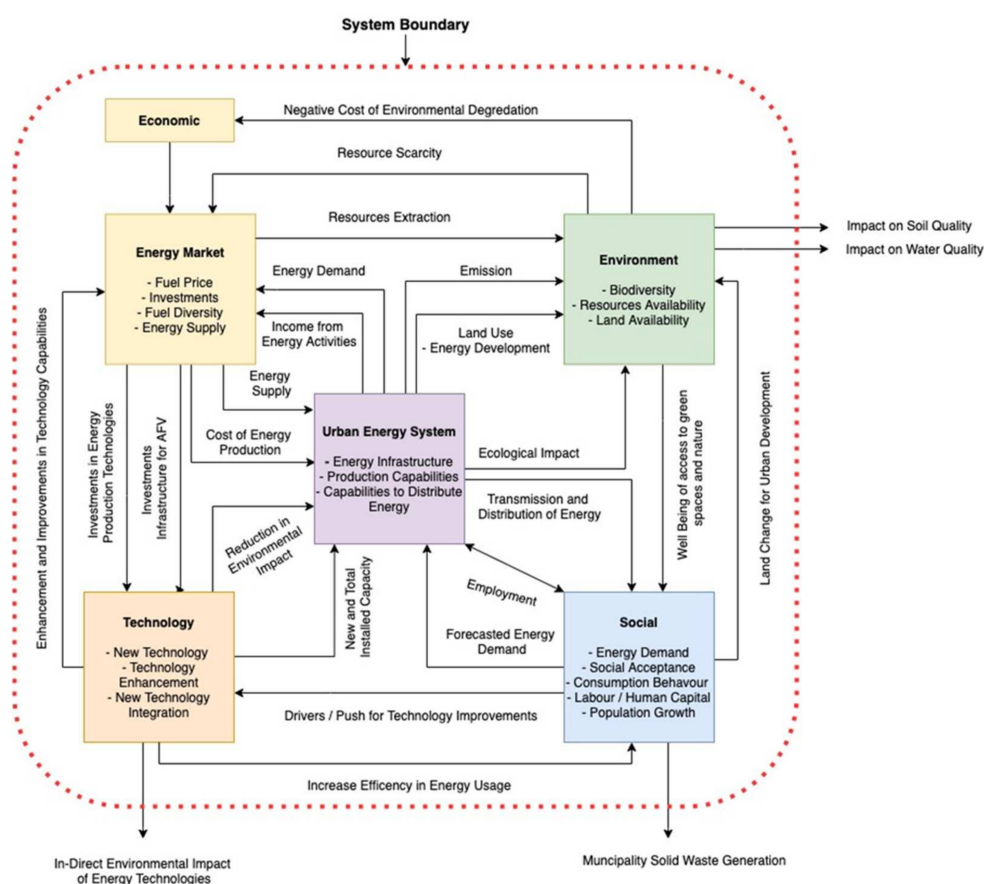 System Boundary
Economic
Negative Cost of Environmental Degredation
Resource Scarcity
Energy Market
- Fuel Price
- Investments
- Fuel Diversity
- Energy Supply
Resources Extraction
Environment
- Biodiversity
- Resources Availability
- Land Availability
Impact on Soil Quality
Impact on Water Quality
Energy Demand
Emission
Income from
Energy Activities
Land Use
- Energy Development
Energy
Supply
Cost of Energy
Production
Urban Energy System
- Energy Infrastructure
- Production Capabilities
- Capabilities to Distribute
Energy
Ecological Impact
Transmission and
Distribution of Energy
Enhancement and Improvements in Technology Capabilities
Investments in Energy
Production Technologies
Investments
Infrastructure for AFV
Well Being of access to green
spaces and nature
Land Change for Urban Development
Reduction in
Environmental
Impact
New and Total
Installed Capacity
Employment
Forecasted Energy
Demand
Technology
- New Technology
- Technology
Enhancement
- New Technology
Integration
Social
- Energy Demand
- Social Acceptance
- Consumption Behavour
- Labour / Human Capital
- Population Growth
Drivers / Push for Technology Improvements
Increase Efficency in Energy Usage
In-Direct Environmental Impact
of Energy Technologies
Muncipality Solid Waste Generation